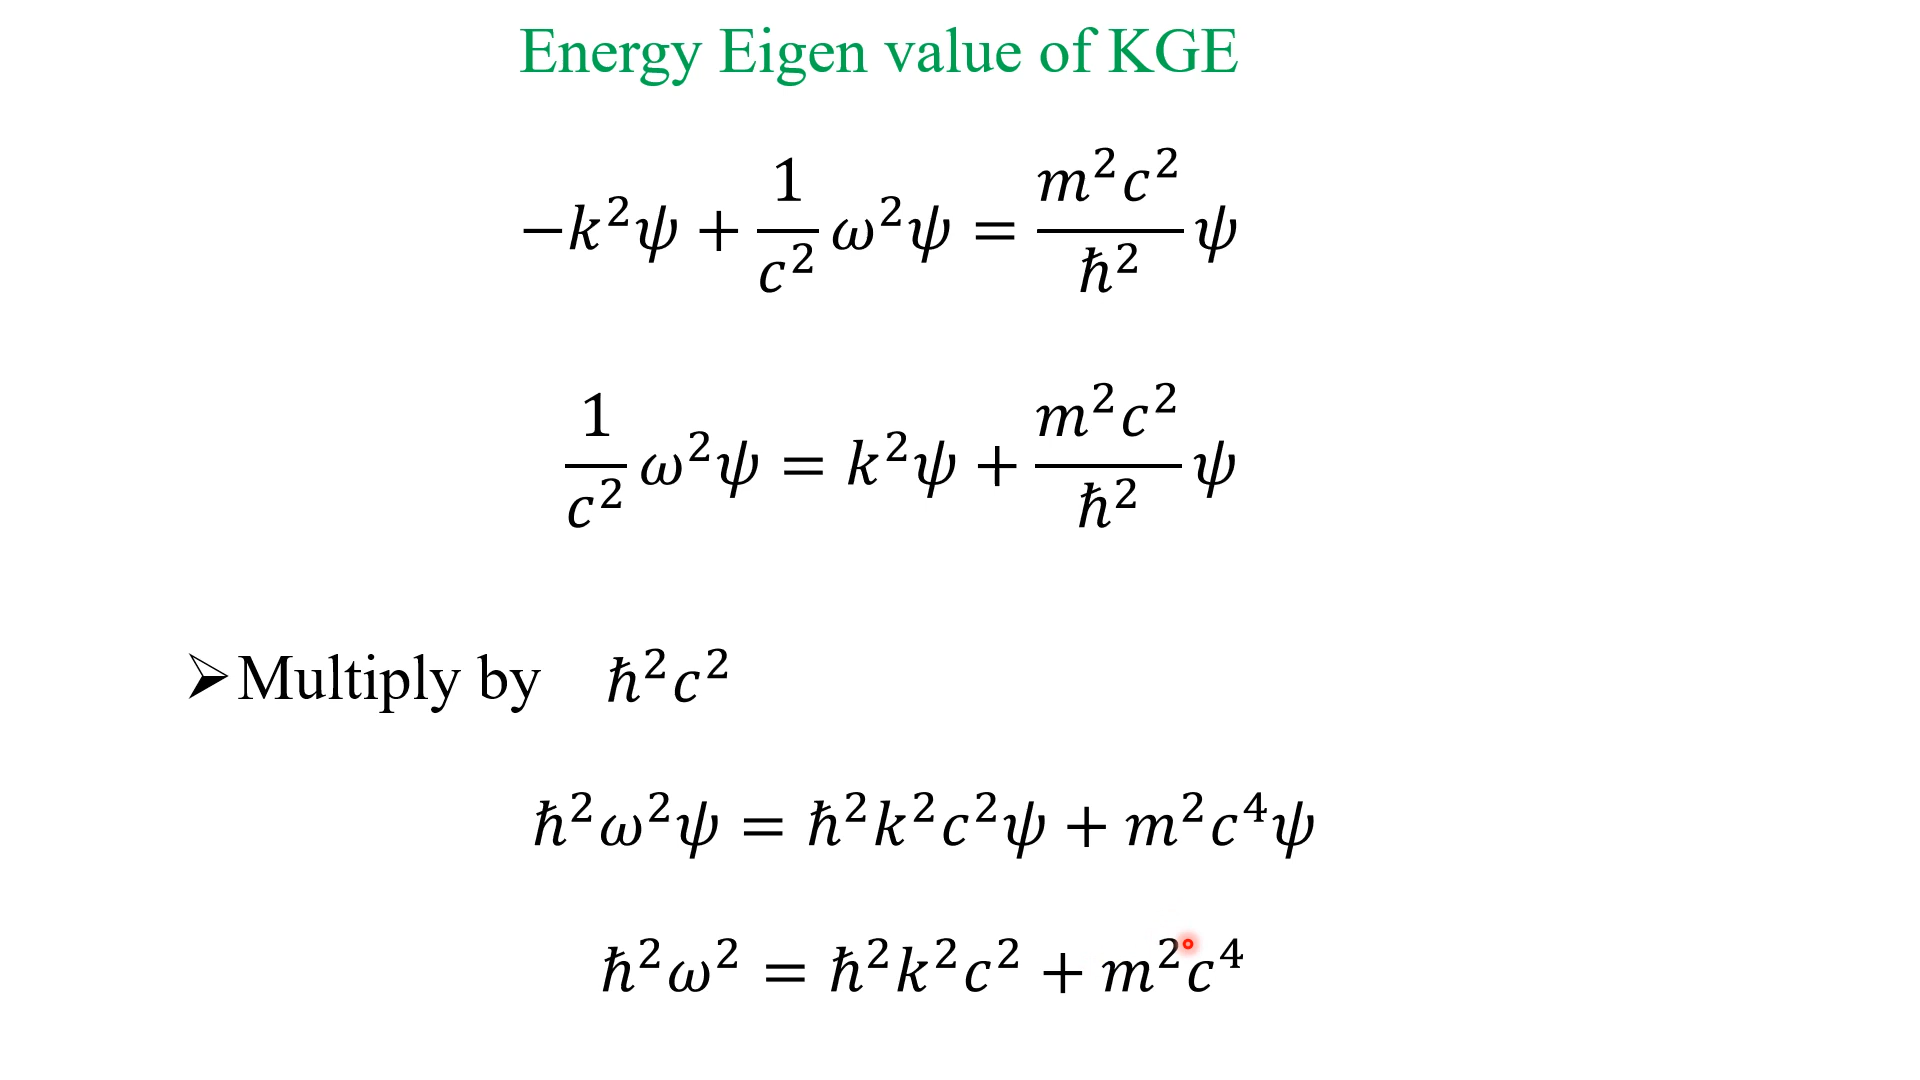 Energy Eigen value of KGE
−k²ψ + 1/c² ω²ψ = m²c²/ℏ² ψ
1/c² ω²ψ = k²ψ + m²c²/ℏ² ψ
➢Multiply by ℏ²c²
ℏ²ω²ψ = ℏ²k²c²ψ + m²c⁴ψ
ℏ²ω² = ℏ²k²c² + m²c⁴